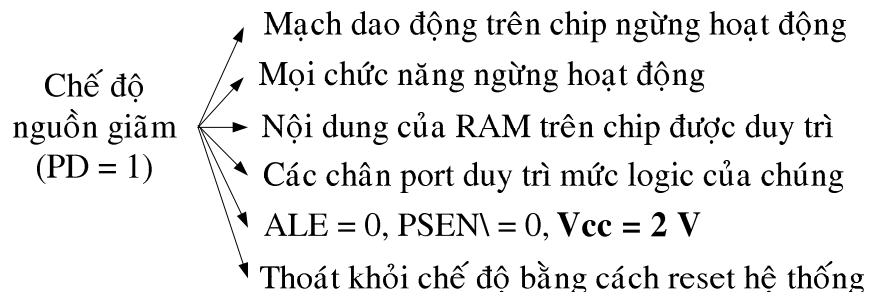 Chế độ
nguồn giãm
(PD = 1)
Mạch dao động trên chip ngừng hoạt động
Mọi chức năng ngừng hoạt động
Nội dung của RAM trên chip được duy trì
Các chân port duy trì mức logic của chúng
ALE = 0, PSEN\ = 0, Vcc = 2 V
Thoát khỏi chế độ bằng cách reset hệ thống